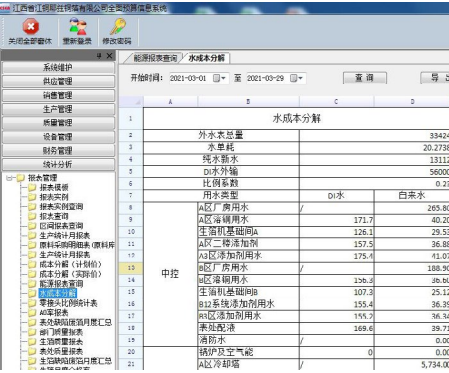 江西省江铜耶兹铜箔有限公司全面预算信息系统
关闭全部窗体 重新登录 修改密码
系统维护
供应管理
销售管理
生产管理
质量管理
设备管理
财务管理
统计分析
报表管理
报表模板
报表实例
报表实例查询
报表查询
区间报表查询
生产统计月报表
原料采购明细表(原料库
生产统计月报表
成本分解(计划价)
成本分解(实际价)
能源报表查询
水成本分解
零接头比例统计表
A0军报表
表处缺陷废箔月度汇总
部门质量报表
生箔质量报表
表处质量报表
生箔缺陷废箔月度汇总
能源报表查询 / 水成本分解
开始时间: 2021-03-01 至 2021-03-29 查询 导出
A B C D
1 水成本分解
2 外水表总量 33424
3 水单耗 20.2738
4 纯水新水 13112
5 DI水外输 56000
6 比例系数 0.23
7 用水类型 DI水 自来水
8 A区厂房用水 / 265.80
9 A区溶铜用水 171.7 40.20
10 生箔机基础间A 126.1 29.53
11 A区二楼添加剂 157.5 36.88
12 A3区添加剂用水 175.4 41.07
13 中控 B区厂房用水 188.90
14 B区溶铜用水 156.3 36.60
15 生箔机基础间B 107.3 25.12
16 B12系统添加剂用水 155.4 36.39
17 B3区添加剂用水 155.2 36.34
18 表处配液 169.6 39.71
19 消防水 / 0.00
20 锅炉及空气能 0 0.00
21 A区冷却塔 / 5,734.00